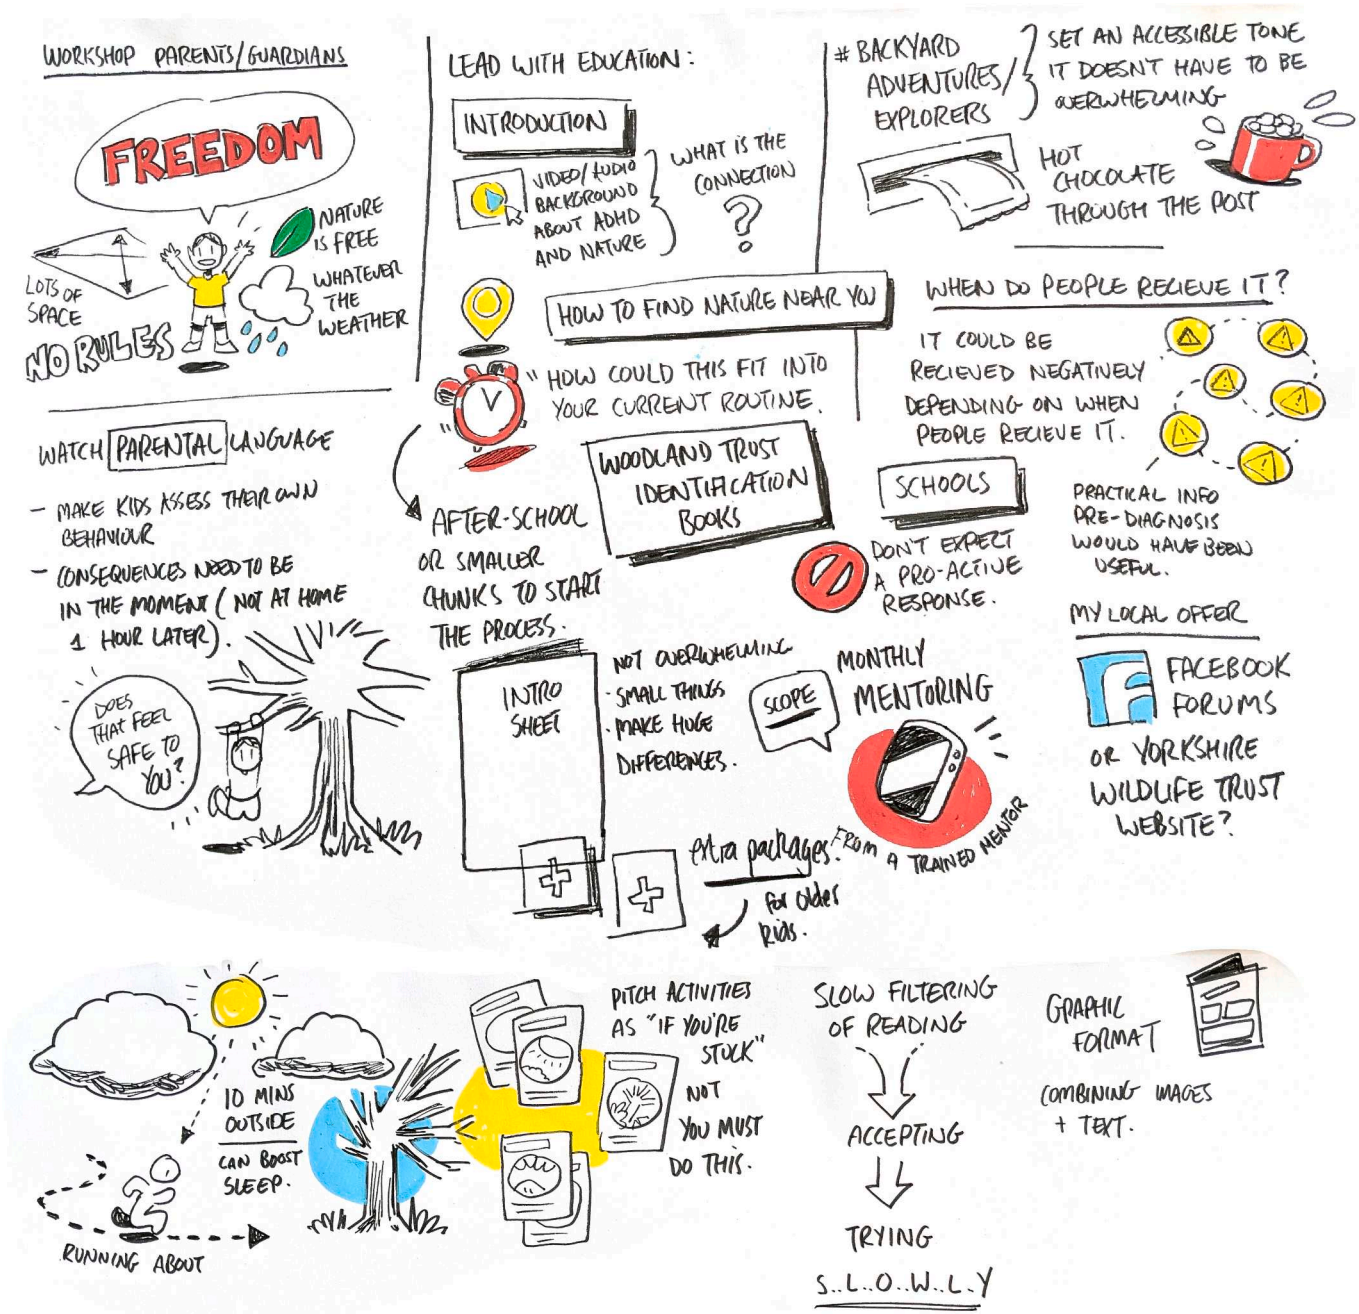 WORKSHOP PARENTS/GUARDIANS
FREEDOM
NATURE
IS FREE
LOTS OF
SPACE
WHATEVER
THE
WEATHER
NO RULES
WATCH PARENTAL LANGUAGE
- MAKE KIDS ASSESS THEIR OWN
BEHAVIOUR
- CONSEQUENCES NEED TO BE
IN THE MOMENT (NOT AT HOME
1 HOUR LATER).
DOES
THAT FEEL
SAFE TO
YOU?
LEAD WITH EDUCATION:
INTRODUCTION
VIDEO/AUDIO
BACKGROUND
ABOUT ADHD
AND NATURE
WHAT IS THE
CONNECTION
?
HOW TO FIND NATURE NEAR YOU
"HOW COULD THIS FIT INTO
YOUR CURRENT ROUTINE.
AFTER-SCHOOL
OR SMALLER
CHUNKS TO START
THE PROCESS.
WOODLAND TRUST
IDENTIFICATION
BOOKS
INTRO
SHEET
NOT OVERWHELMING
· SMALL THINGS
· MAKE HUGE
DIFFERENCES.
extra packages.
for older
kids.
# BACKYARD
ADVENTURES/
EXPLORERS
SET AN ACCESSIBLE TONE
IT DOESNT HAVE TO BE
OVERWHELMING
HOT
CHOCOLATE
THROUGH THE POST
WHEN DO PEOPLE RECIEVE IT?
IT COULD BE
RECIEVED NEGATIVELY
DEPENDING ON WHEN
PEOPLE RECIEVE IT.
PRACTICAL INFO
PRE-DIAGNOSIS
WOULD HAVE BEEN
USEFUL.
SCHOOLS
DON'T EXPERT
A PRO-ACTIVE
RESPONSE.
SCOPE
MONTHLY
MENTORING
FROM A TRAINED MENTOR
MY LOCAL OFFER
FACEBOOK
FORUMS
OR YORKSHIRE
WILDLIFE TRUST
WEBSITE?
10 MINS
OUTSIDE
CAN BOOST
SLEEP.
RUNNING ABOUT
PITCH ACTIVITIES
AS "IF YOU'RE
STUCK"
NOT
YOU MUST
DO THIS.
SLOW FILTERING
OF READING
ACCEPTING
TRYING
S..L..O..W..L..Y
GRAPHIC
FORMAT
COMBINING IMAGES
+ TEXT.